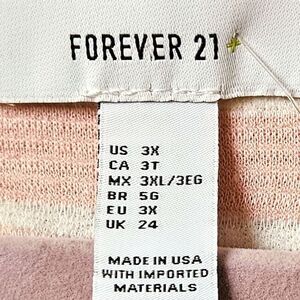 FOREVER 21+
US 3X
CA 3T
MX 3XL/3EG
BR 5G
EU 3X
UK 24
MADE IN USA
WITH IMPORTED
MATERIALS